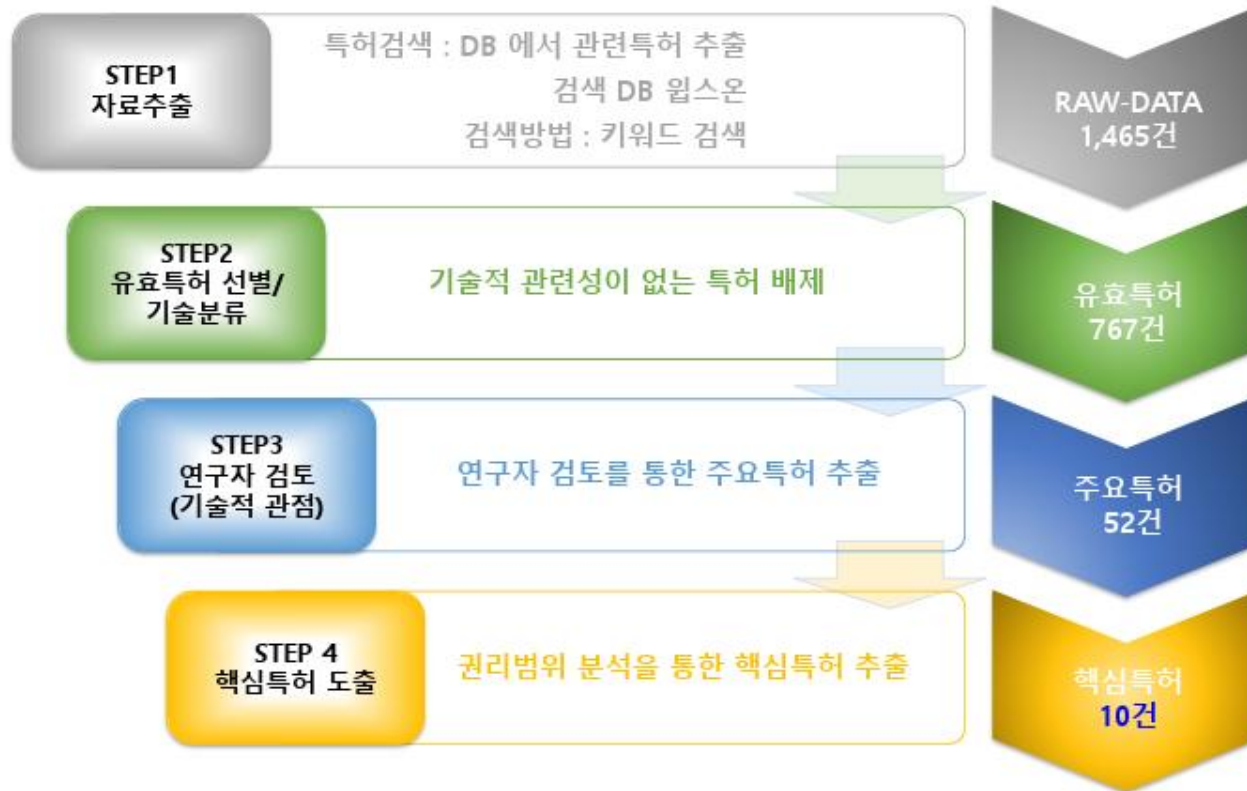 STEP1
자료추출
특허검색 : DB 에서 관련특허 추출
검색 DB 윕스온
검색방법 : 키워드 검색
RAW-DATA
1,465건
STEP2
유효특허 선별/
기술분류
기술적 관련성이 없는 특허 배제
유효특허
767건
STEP3
연구자 검토
(기술적 관점)
연구자 검토를 통한 주요특허 추출
주요특허
52건
STEP 4
핵심특허 도출
권리범위 분석을 통한 핵심특허 추출
핵심특허
10건